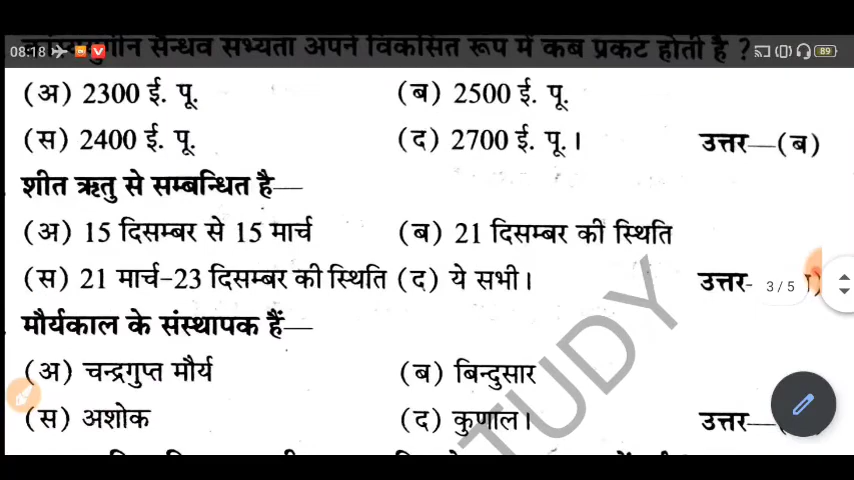 08:18 89
सैन्धव सभ्यता अपने विकसित रूप में कब प्रकट होती है ?
(अ) 2300 ई. पू. (ब) 2500 ई. पू.
(स) 2400 ई. पू. (द) 2700 ई. पू.। उत्तर—(ब)
शीत ऋतु से सम्बन्धित है—
(अ) 15 दिसम्बर से 15 मार्च (ब) 21 दिसम्बर की स्थिति
(स) 21 मार्च-23 दिसम्बर की स्थिति (द) ये सभी। उत्तर- 3 / 5
मौर्यकाल के संस्थापक हैं—
(अ) चन्द्रगुप्त मौर्य (ब) बिन्दुसार
(स) अशोक (द) कुणाल। उत्तर—
TUDY